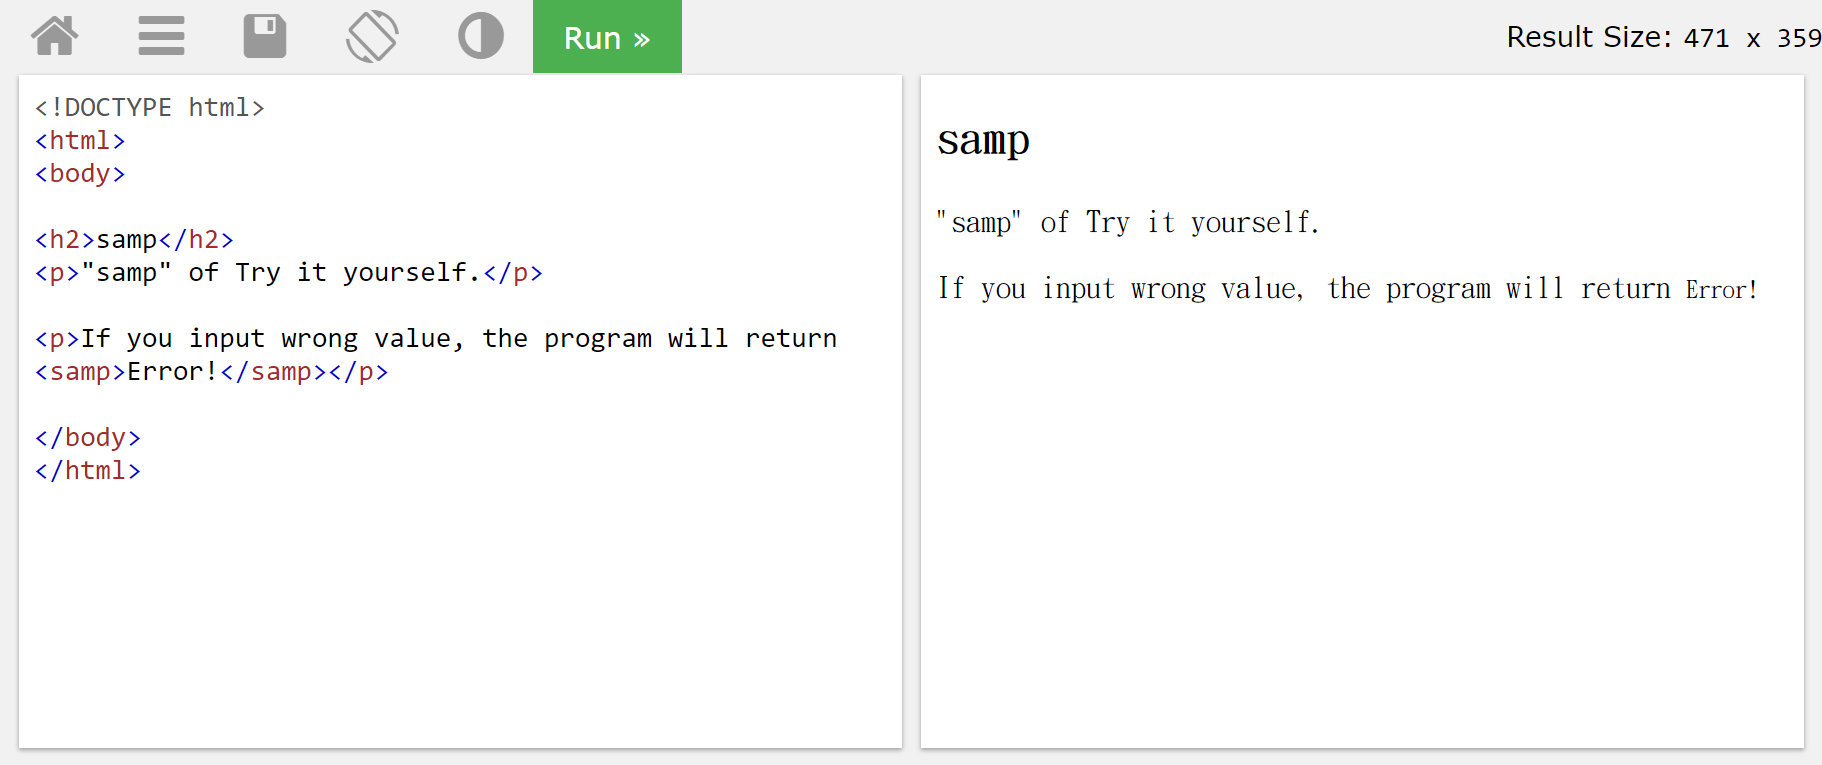 Run »
Result Size: 471 x 359
<!DOCTYPE html>
<html>
<body>
<h2>samp</h2>
<p>"samp" of Try it yourself.</p>
<p>If you input wrong value, the program will return
<samp>Error!</samp></p>
</body>
</html>
samp
"samp" of Try it yourself.
If you input wrong value, the program will return Error!